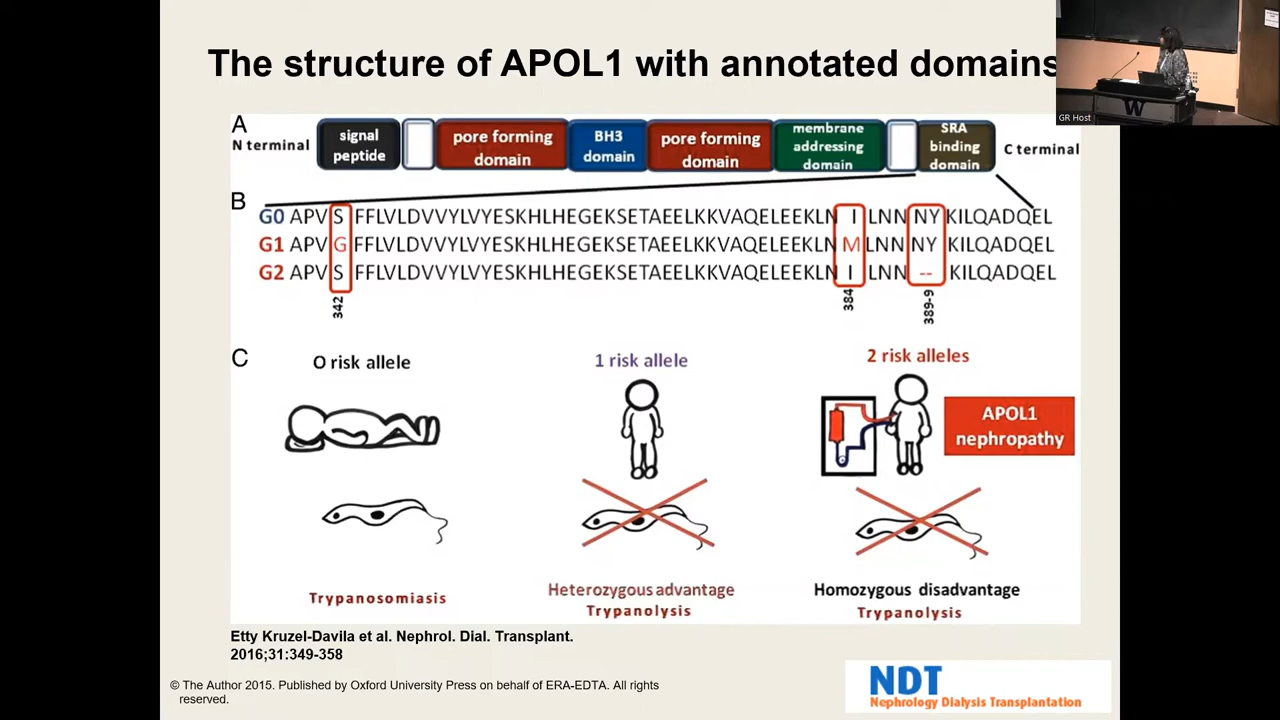 The structure of APOL1 with annotated domains
GR Host
W
A
N terminal
signal
peptide
pore forming
domain
BH3
domain
pore forming
domain
membrane
addressing
domain
SRA
binding
domain
C terminal
B
G0 APV S FFLVLDVVYLVYESKHLHEGEKSETAEELKKVAQELEEKLN I LNN NY KILQADQEL
G1 APV G FFLVLDVVYLVYESKHLHEGEKSETAEELKKVAQELEEKLN M LNN NY KILQADQEL
G2 APV S FFLVLDVVYLVYESKHLHEGEKSETAEELKKVAQELEEKLN I LNN -- KILQADQEL
342
384
389-9
C
0 risk allele
1 risk allele
2 risk alleles
APOL1
nephropathy
Trypanosomiasis
Heterozygous advantage
Trypanolysis
Homozygous disadvantage
Trypanolysis
Etty Kruzel-Davila et al. Nephrol. Dial. Transplant.
2016;31:349-358
© The Author 2015. Published by Oxford University Press on behalf of ERA-EDTA. All rights
reserved.
NDT
Nephrology Dialysis Transplantation